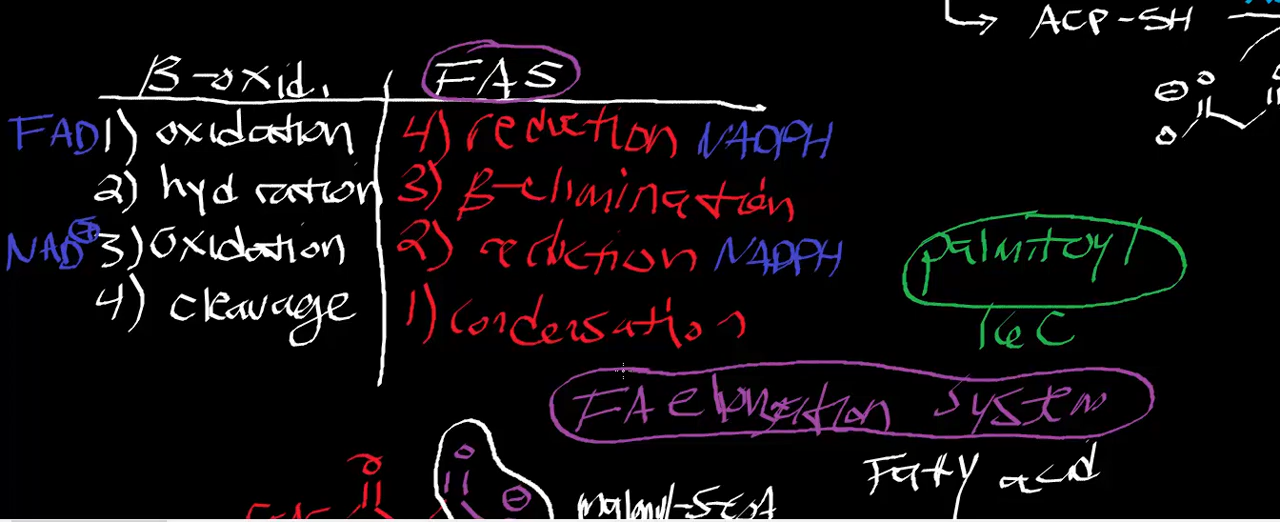 ACP-SH
β-oxid. FAS
FAD 1) oxidation 4) reduction NADPH
2) hydration 3) β-elimination
NAD⊕ 3) Oxidation 2) reduction NADPH
4) cleavage 1) condensation
palmitoyl
16C
FA elongation system
Fatty acid
malonyl-SCoA